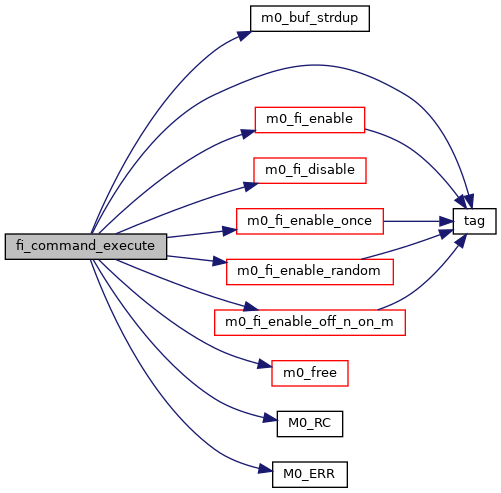 m0_buf_strdup
m0_fi_enable
m0_fi_disable
m0_fi_enable_once
tag
fi_command_execute
m0_fi_enable_random
m0_fi_enable_off_n_on_m
m0_free
M0_RC
M0_ERR